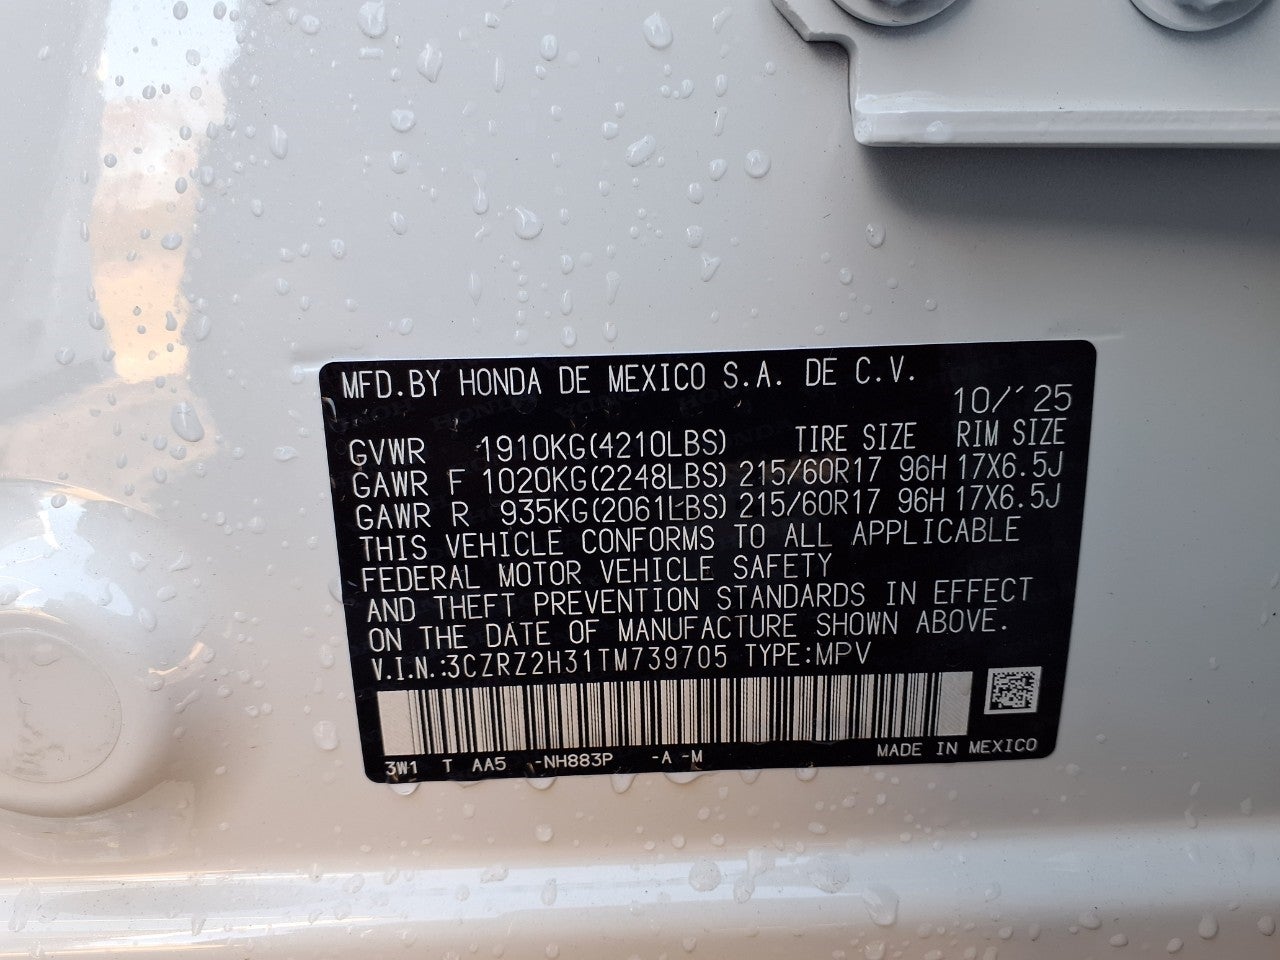 MFD.BY HONDA DE MEXICO S.A. DE C.V.
10/'25
GVWR 1910KG(4210LBS) TIRE SIZE RIM SIZE
GAWR F 1020KG(2248LBS) 215/60R17 96H 17X6.5J
GAWR R 935KG(2061LBS) 215/60R17 96H 17X6.5J
THIS VEHICLE CONFORMS TO ALL APPLICABLE
FEDERAL MOTOR VEHICLE SAFETY
AND THEFT PREVENTION STANDARDS IN EFFECT
ON THE DATE OF MANUFACTURE SHOWN ABOVE.
V.I.N.:3CZRZ2H31TM739705 TYPE:MPV
3W1 T AA5 -NH883P -A -M MADE IN MEXICO